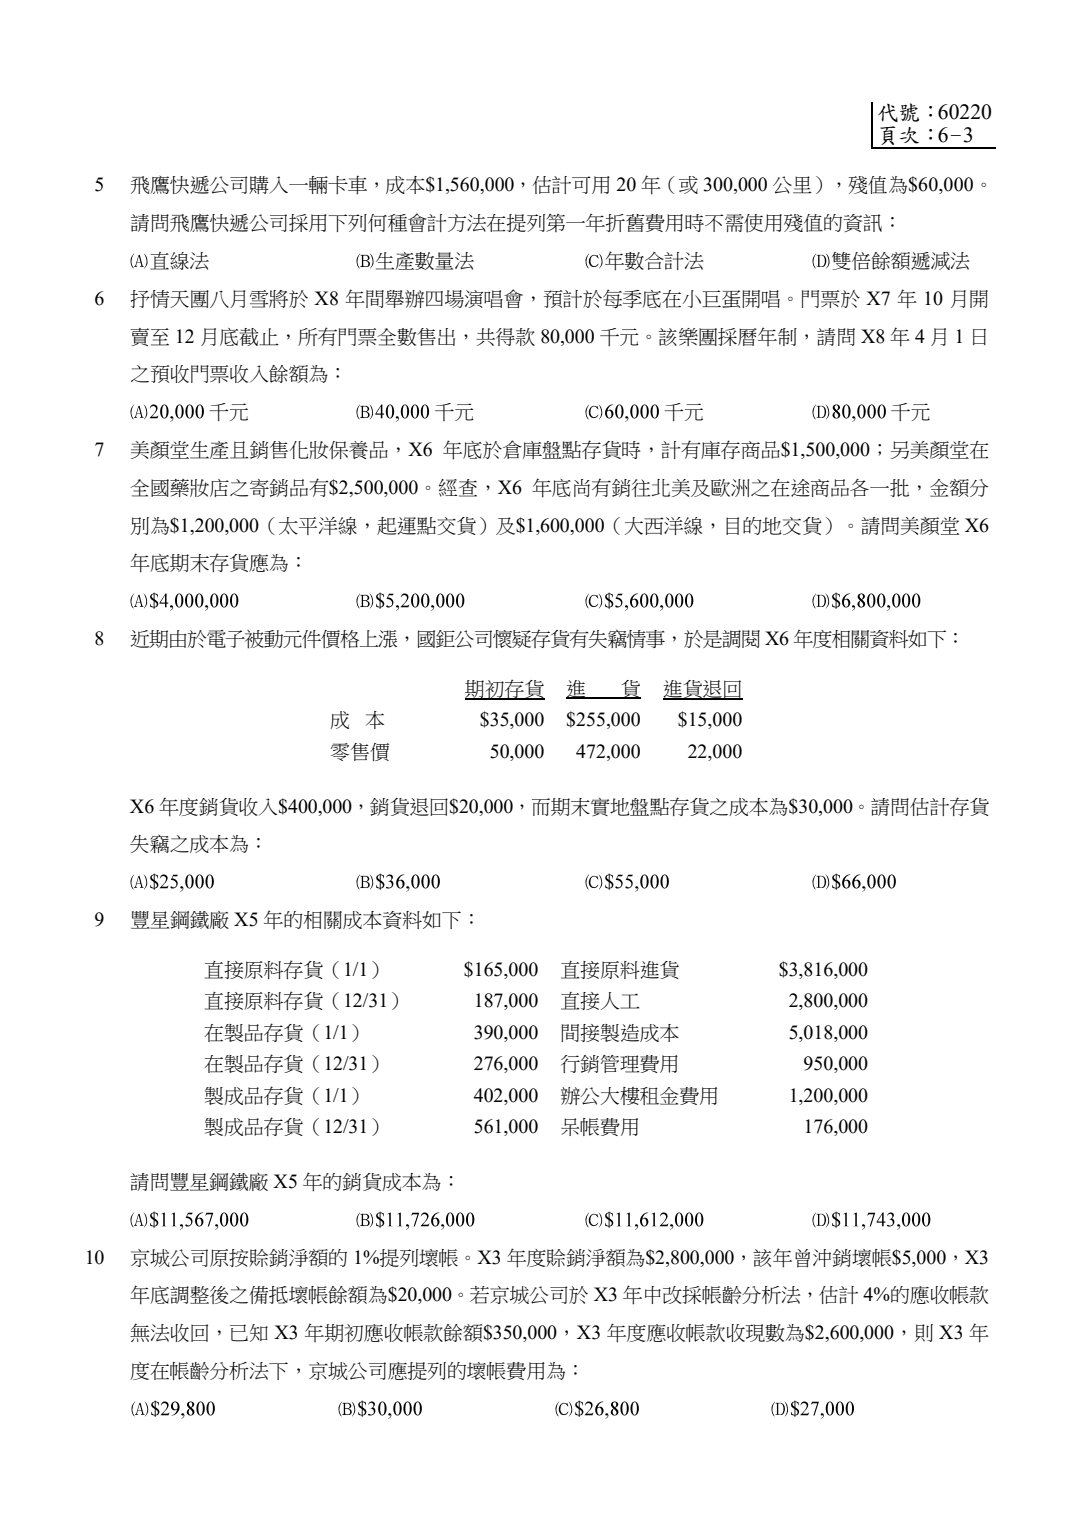 代號：60220
頁次：6－3
5 飛鷹快遞公司購入一輛卡車，成本$1,560,000，估計可用 20 年（或 300,000 公里），殘值為$60,000。
請問飛鷹快遞公司採用下列何種會計方法在提列第一年折舊費用時不需使用殘值的資訊：
(A)直線法 (B)生產數量法 (C)年數合計法 (D)雙倍餘額遞減法
6 抒情天團八月雪將於 X8 年間舉辦四場演唱會，預計於每季底在小巨蛋開唱。門票於 X7 年 10 月開
賣至 12 月底截止，所有門票全數售出，共得款 80,000 千元。該樂團採曆年制，請問 X8 年 4 月 1 日
之預收門票收入餘額為：
(A)20,000 千元 (B)40,000 千元 (C)60,000 千元 (D)80,000 千元
7 美顏堂生產且銷售化妝保養品，X6 年底於倉庫盤點存貨時，計有庫存商品$1,500,000；另美顏堂在
全國藥妝店之寄銷品有$2,500,000。經查，X6 年底尚有銷往北美及歐洲之在途商品各一批，金額分
別為$1,200,000（太平洋線，起運點交貨）及$1,600,000（大西洋線，目的地交貨）。請問美顏堂 X6
年底期末存貨應為：
(A)$4,000,000 (B)$5,200,000 (C)$5,600,000 (D)$6,800,000
8 近期由於電子被動元件價格上漲，國鉅公司懷疑存貨有失竊情事，於是調閱 X6 年度相關資料如下：
期初存貨 進 貨 進貨退回
成 本 $35,000 $255,000 $15,000
零售價 50,000 472,000 22,000
X6 年度銷貨收入$400,000，銷貨退回$20,000，而期末實地盤點存貨之成本為$30,000。請問估計存貨
失竊之成本為：
(A)$25,000 (B)$36,000 (C)$55,000 (D)$66,000
9 豐星鋼鐵廠 X5 年的相關成本資料如下：
直接原料存貨（1/1） $165,000 直接原料進貨 $3,816,000
直接原料存貨（12/31） 187,000 直接人工 2,800,000
在製品存貨（1/1） 390,000 間接製造成本 5,018,000
在製品存貨（12/31） 276,000 行銷管理費用 950,000
製成品存貨（1/1） 402,000 辦公大樓租金費用 1,200,000
製成品存貨（12/31） 561,000 呆帳費用 176,000
請問豐星鋼鐵廠 X5 年的銷貨成本為：
(A)$11,567,000 (B)$11,726,000 (C)$11,612,000 (D)$11,743,000
10 京城公司原按賒銷淨額的 1%提列壞帳。X3 年度賒銷淨額為$2,800,000，該年曾沖銷壞帳$5,000，X3
年底調整後之備抵壞帳餘額為$20,000。若京城公司於 X3 年中改採帳齡分析法，估計 4%的應收帳款
無法收回，已知 X3 年期初應收帳款餘額$350,000，X3 年度應收帳款收現數為$2,600,000，則 X3 年
度在帳齡分析法下，京城公司應提列的壞帳費用為：
(A)$29,800 (B)$30,000 (C)$26,800 (D)$27,000